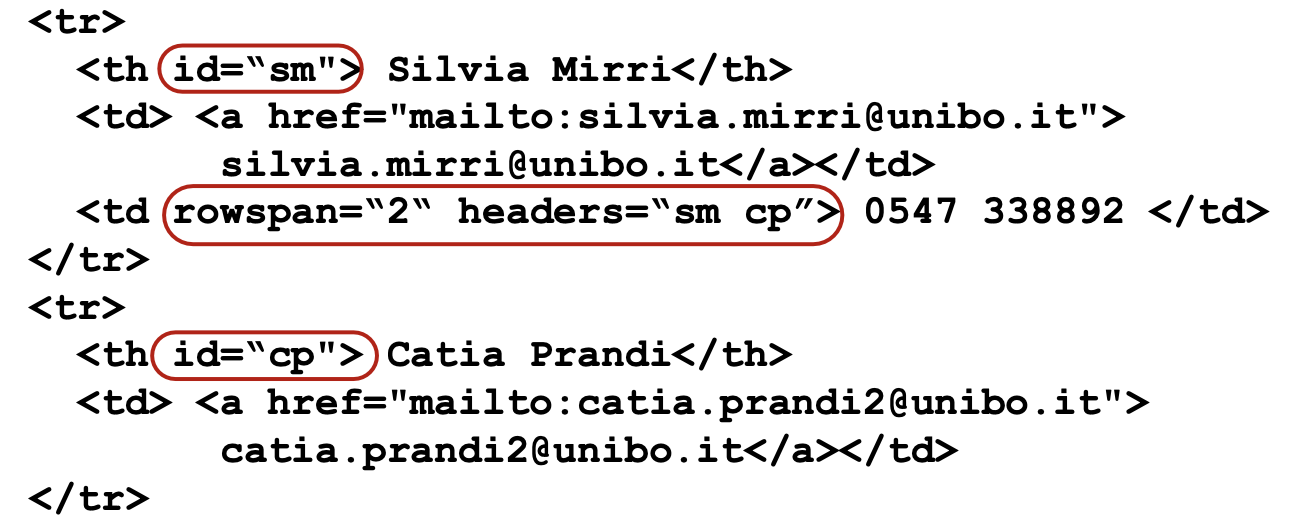 <tr>
<th id=“sm"> Silvia Mirri</th>
<td> <a href="mailto:silvia.mirri@unibo.it">
silvia.mirri@unibo.it</a></td>
<td rowspan=“2“ headers=“sm cp”> 0547 338892 </td>
</tr>
<tr>
<th id=“cp"> Catia Prandi</th>
<td> <a href="mailto:catia.prandi2@unibo.it">
catia.prandi2@unibo.it</a></td>
</tr>